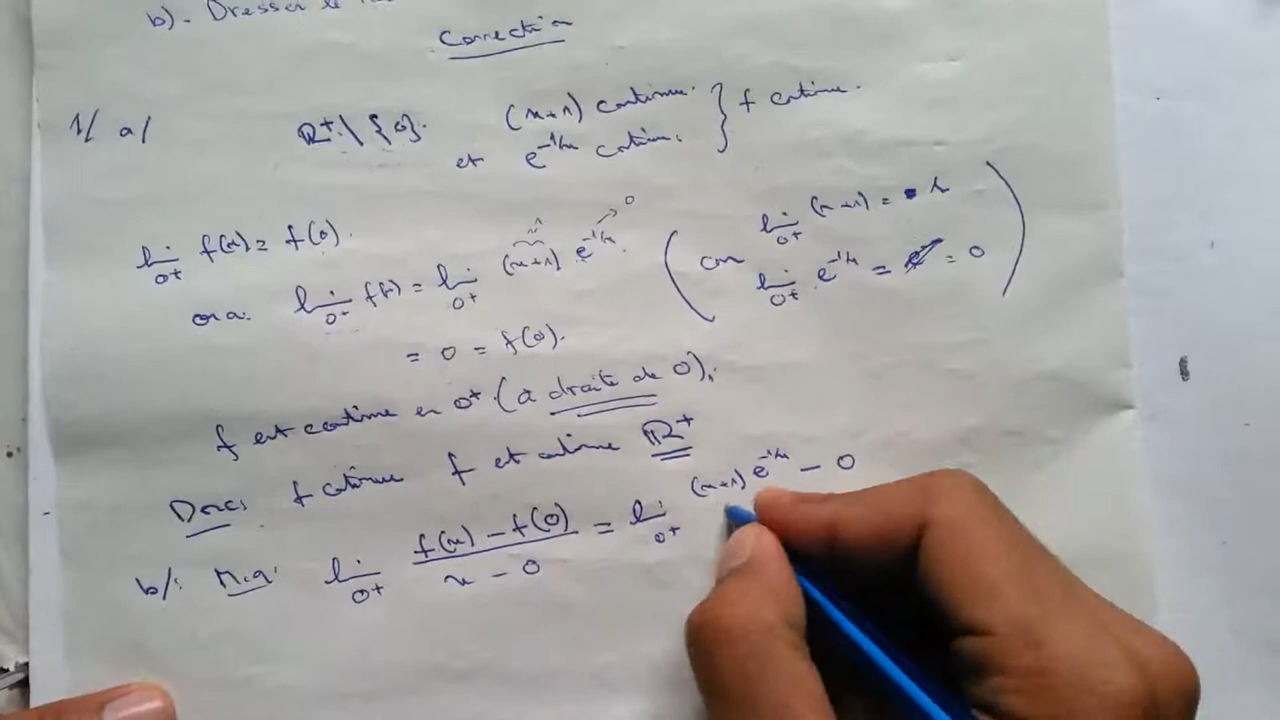 b). Dresser le
Correction
1/ a/ R+ \ {0}. (x+1) continue. } f continue.
et e^-1/x continue.
lim 0+ f(x) = f(0).
on a: lim 0+ f(x) = lim 0+ (x+1) e^-1/x → 0 ( car lim 0+ (x+1) = 1
lim 0+ e^-1/x = = 0 )
= 0 = f(0).
f est continue en 0+ (à droite de 0).
Donc: f continue f est continue R+
b/: M.q: lim 0+ f(x) - f(0) / x - 0 = lim 0+ (x+1) e^-1/x - 0